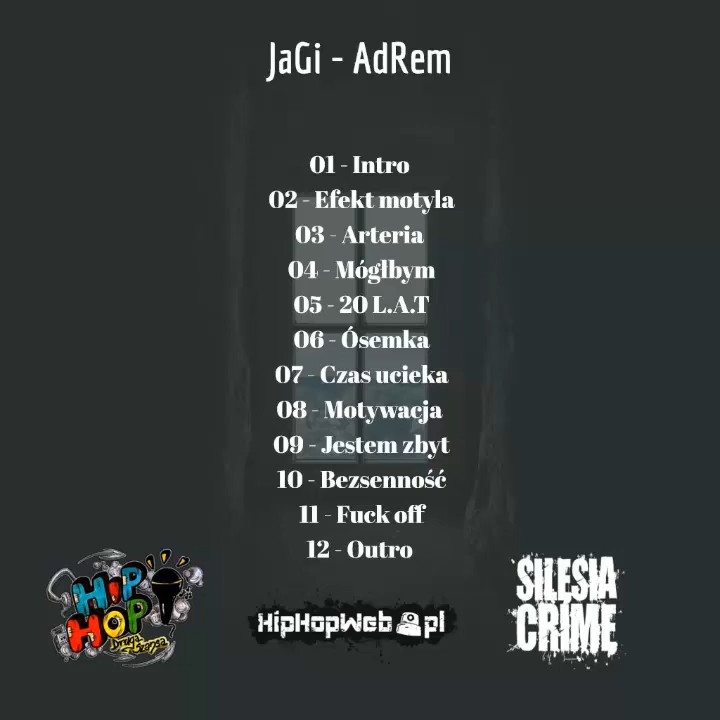 JaGi - AdRem
01 - Intro
02 - Efekt motyla
03 - Arteria
04 - Mógłbym
05 - 20 L.A.T
06 - Ósemka
07 - Czas ucieka
08 - Motywacja
09 - Jestem zbyt
10 - Bezsenność
11 - Fuck off
12 - Outro
HIP
HOP
HipHopWeb pl
SILESIA
CRIME